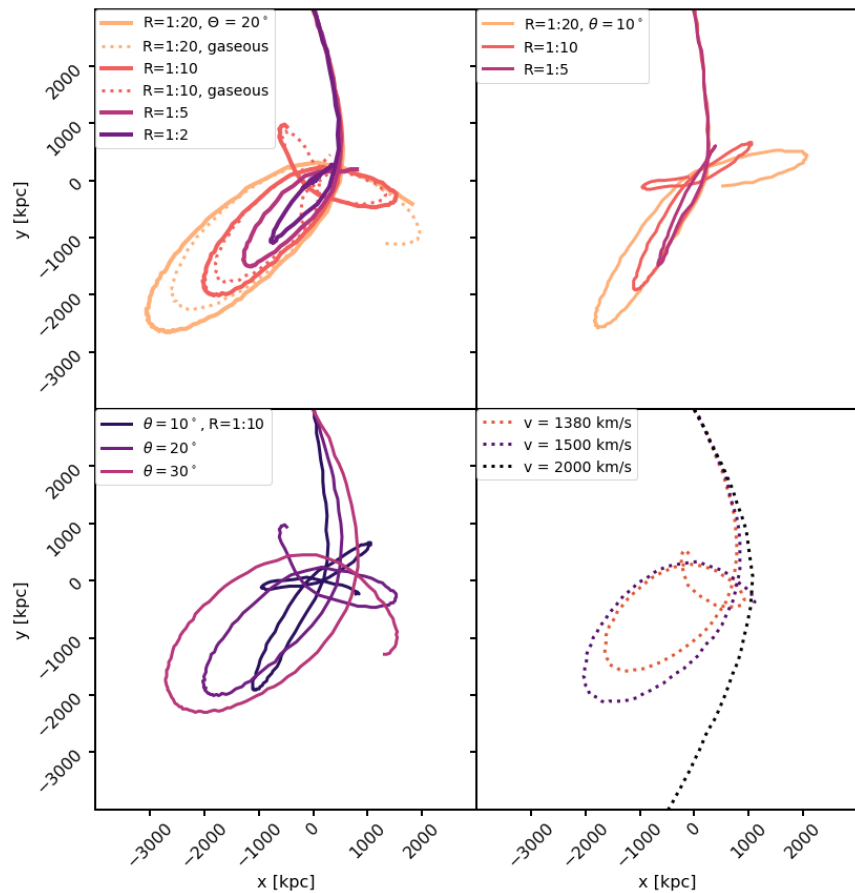 R=1:20, Θ = 20°
R=1:20, gaseous
R=1:10
R=1:10, gaseous
R=1:5
R=1:2
R=1:20, θ = 10°
R=1:10
R=1:5
2000
1000
0
−1000
−2000
−3000
y [kpc]
θ = 10°, R=1:10
θ = 20°
θ = 30°
v = 1380 km/s
v = 1500 km/s
v = 2000 km/s
2000
1000
0
−1000
−2000
−3000
y [kpc]
−3000 −2000 −1000 0 1000 2000
−3000 −2000 −1000 0 1000 2000
x [kpc] x [kpc]